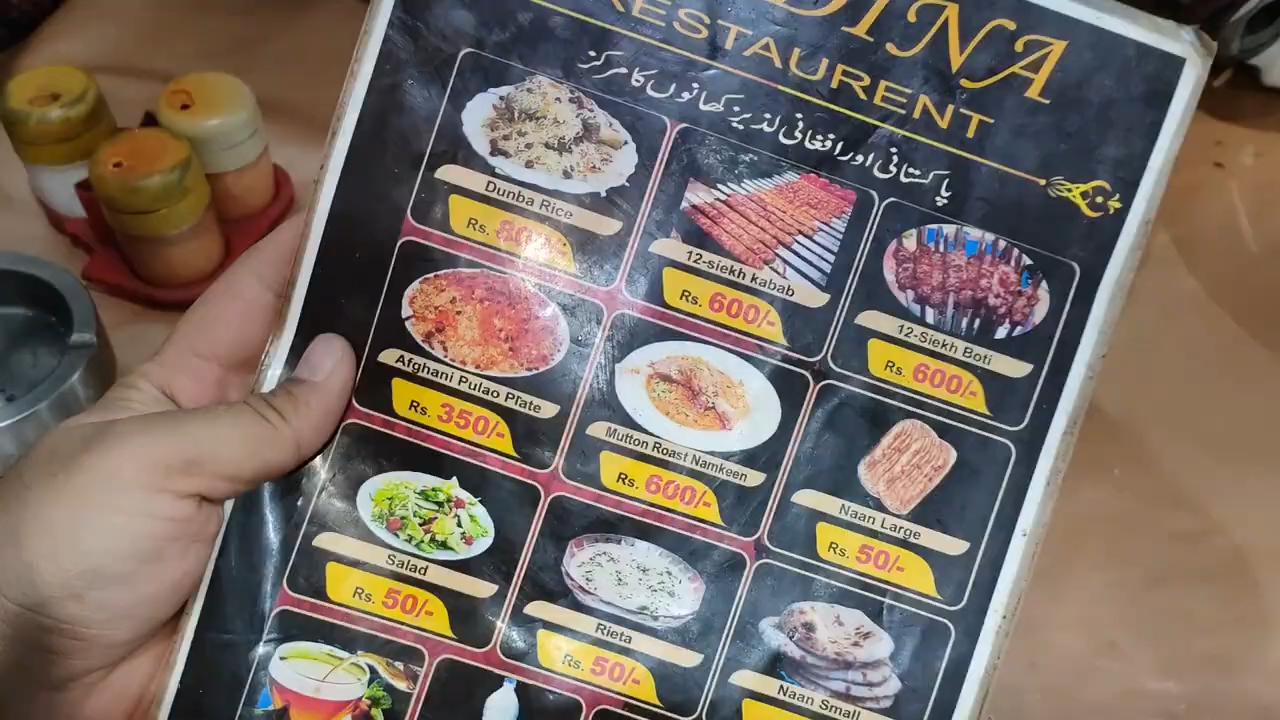 DINA
RESTAURENT
پاکستانی اور افغانی لذیز کھانوں کا مرکز
Dunba Rice
Rs.
12-siekh kabab
Rs. 600/-
12-Siekh Boti
Rs. 600/-
Afghani Pulao Plate
Rs. 350/-
Mutton Roast Namkeen
Rs. 600/-
Naan Large
Rs. 50/-
Salad
Rs. 50/-
Rieta
Rs. 50/-
Naan Small